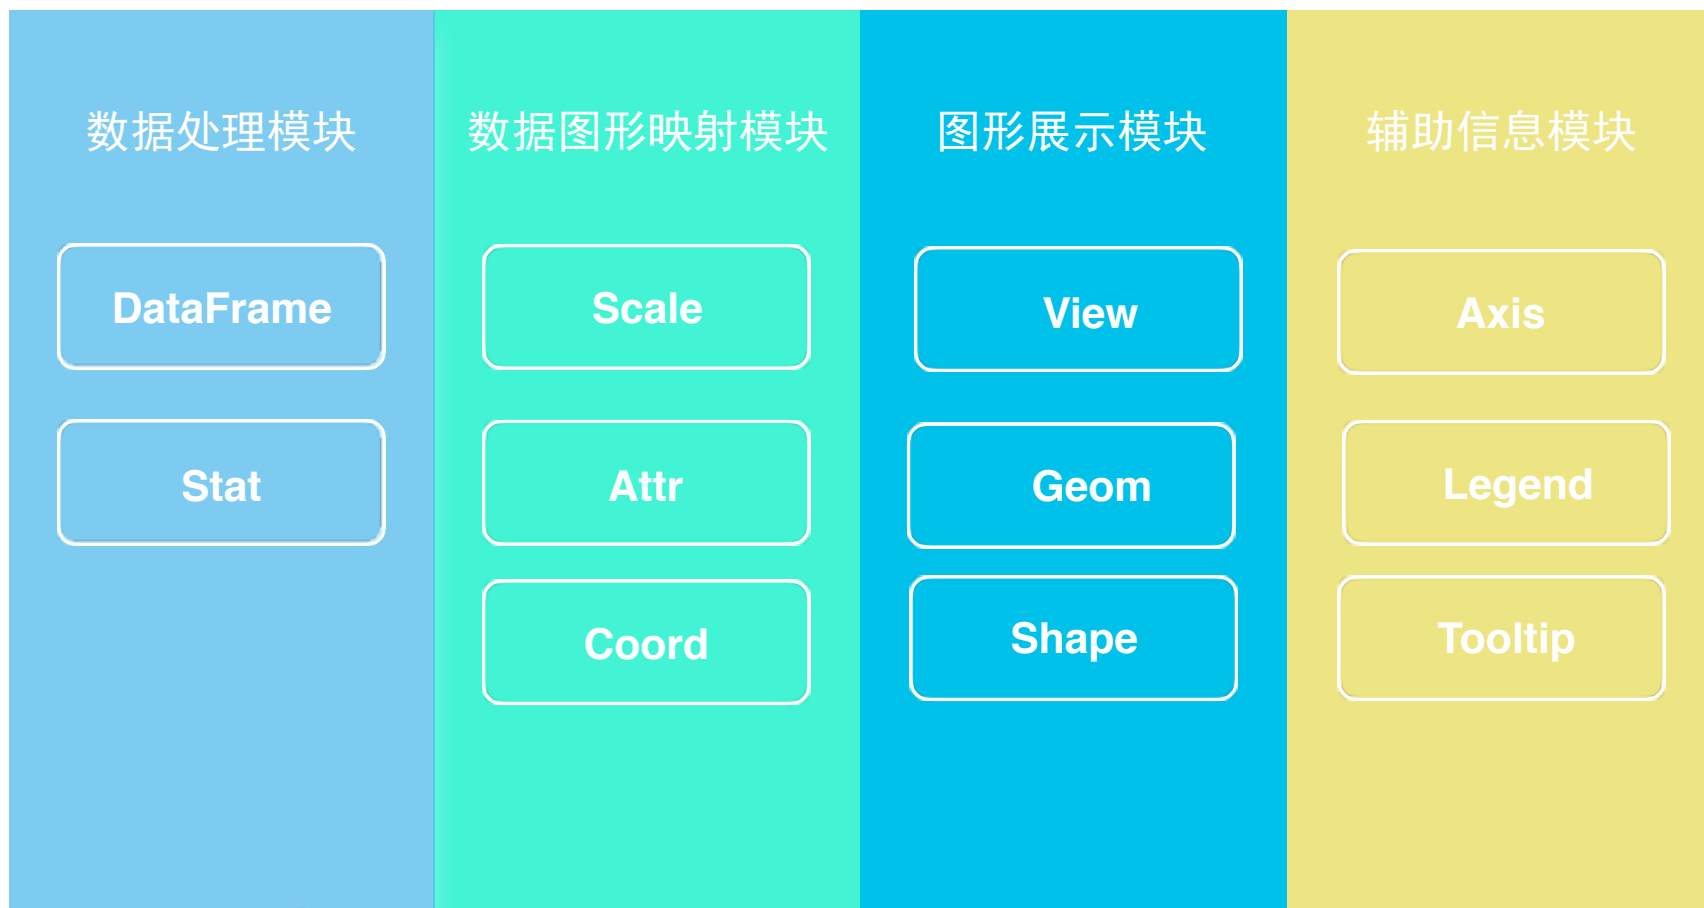 数据处理模块
DataFrame
Stat
数据图形映射模块
Scale
Attr
Coord
图形展示模块
View
Geom
Shape
辅助信息模块
Axis
Legend
Tooltip